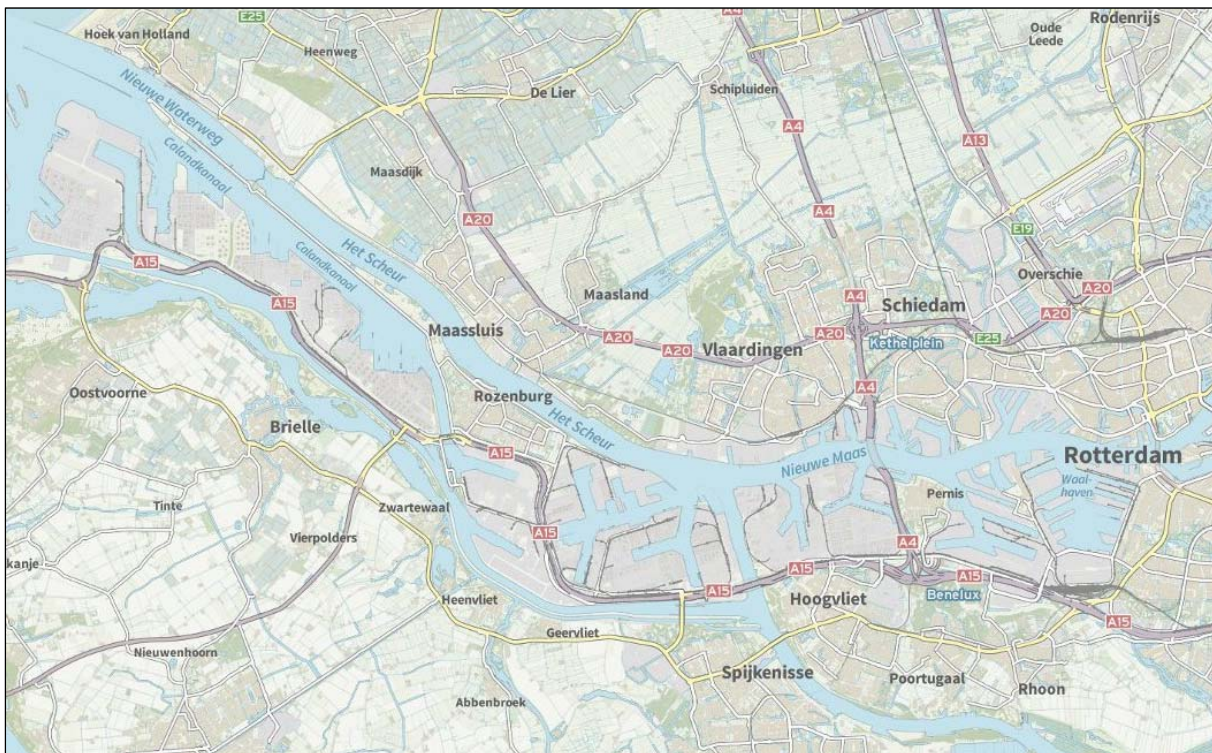 E25
A4
Rodenrijs
Hoek van Holland
Oude
Leede
Heenweg
De Lier
Schipluiden
Nieuwe Waterweg
A4
A13
Calandkanaal
Maasdijk
A20
A4
E19
Het Scheur
Calandkanaal
A15
Overschie
A15
Maasland
A4
Schiedam
A20
A20
Maassluis
A20
A20
A20
Vlaardingen
Kethelplein
E25
A4
Oostvoorne
Rozenburg
Brielle
Het Scheur
A15
Nieuwe Maas
Rotterdam
Waal-
haven
Pernis
Tinte
Zwartewaal
Vierpolders
A15
A4
kanje
A15
A15
A15
Benelux
Heenvliet
Hoogvliet
A15
Geervliet
Nieuwenhoorn
Spijkenisse
Poortugaal
Rhoon
Abbenbroek